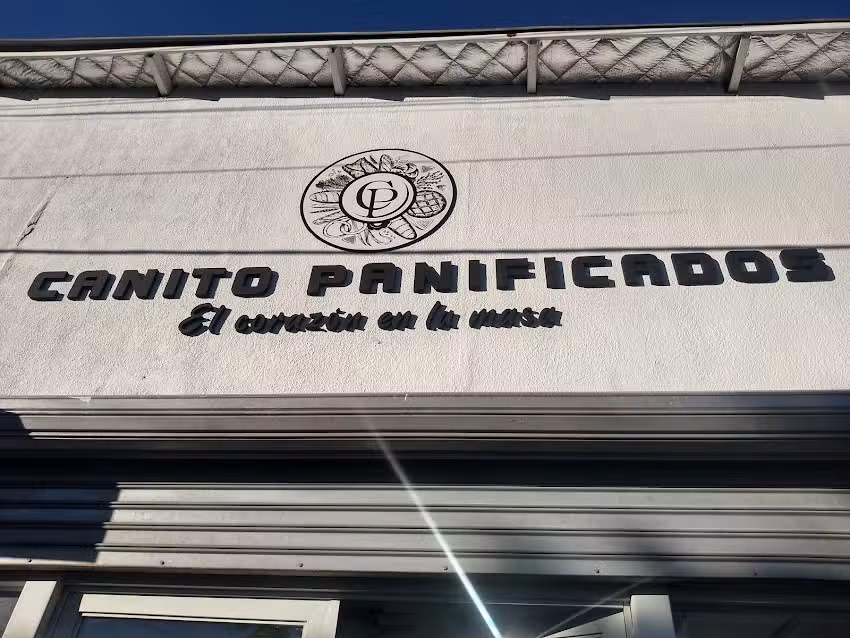 CP
CANITO PANIFICADOS
El corazón en la masa